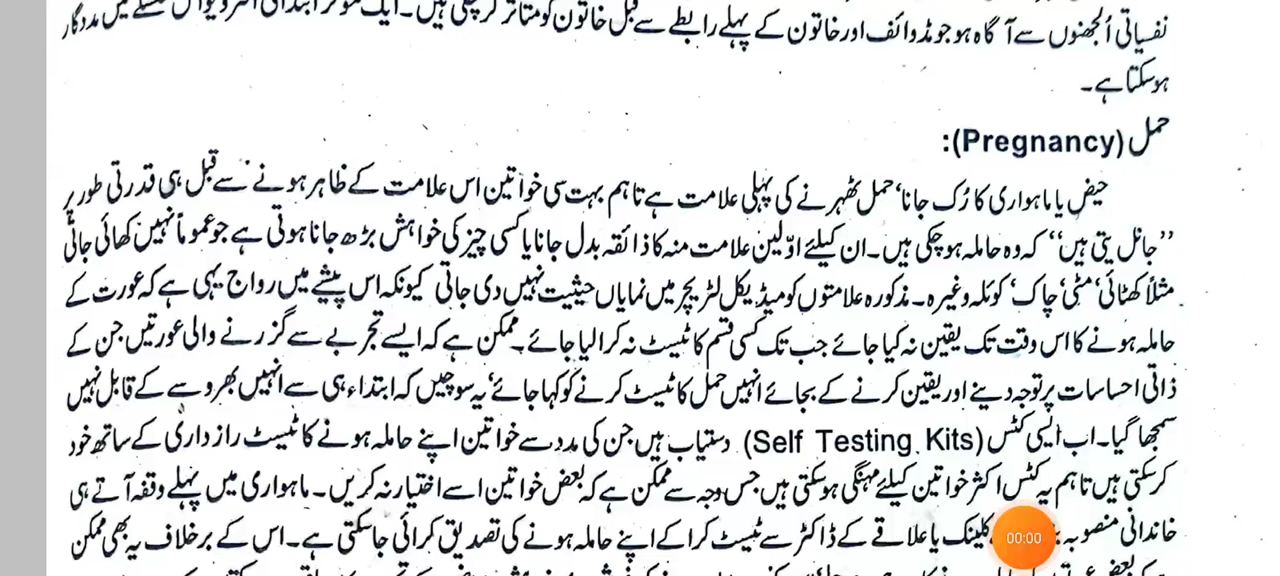 نفسیاتی اُلجھنوں سے آگاہ ہو جو مڈوائف اور خاتون کے پہلے رابطے سے قبل خاتون کو متاثر کر چکی ہیں۔ ایک موثر ابتدائی انٹرویو اس سلسلے میں مددگار
ہوسکتا ہے۔
حمل (Pregnancy):
حیض یا ماہواری کا رُک جانا‘ حمل ٹھہرنے کی پہلی علامت ہے تاہم بہت سی خواتین اس علامت کے ظاہر ہونے سے قبل ہی قدرتی طور پر
’’جان لیتی ہیں‘‘ کہ وہ حاملہ ہوچکی ہیں۔ ان کیلئے اوّلین علامت منہ کا ذائقہ بدل جانا یا کسی چیز کی خواہش بڑھ جانا ہوتی ہے جو عموماً نہیں کھائی جاتی
مثلاً کھٹائی‘ مٹی‘ چاک‘ کوئلہ وغیرہ۔ مذکورہ علامتوں کو میڈیکل لٹریچر میں نمایاں حیثیت نہیں دی جاتی کیونکہ اس پیشے میں رواج یہی ہے کہ عورت کے
حاملہ ہونے کا اس وقت تک یقین نہ کیا جائے جب تک کسی قسم کا ٹیسٹ نہ کرالیا جائے۔ ممکن ہے کہ ایسے تجربے سے گزرنے والی عورتیں جن کے
ذاتی احساسات پر توجہ دینے اور یقین کرنے کے بجائے انہیں حمل کا ٹیسٹ کرنے کو کہا جائے‘ یہ سوچیں کہ ابتداء ہی سے انہیں بھروسے کے قابل نہیں
سمجھا گیا۔ اب ایسی کٹس (Self Testing Kits) دستیاب ہیں جن کی مدد سے خواتین اپنے حاملہ ہونے کا ٹیسٹ رازداری کے ساتھ خود
کرسکتی ہیں تاہم یہ کٹس اکثر خواتین کیلئے مہنگی ہوسکتی ہیں جس وجہ سے ممکن ہے کہ بعض خواتین اسے اختیار نہ کریں۔ ماہواری میں پہلے وقفہ آتے ہی
خاندانی منصوبہ کلینک یا علاقے کے ڈاکٹر سے ٹیسٹ کرا کے اپنے حاملہ ہونے کی تصدیق کرائی جاسکتی ہے۔ اس کے برخلاف یہ بھی ممکن
00:00